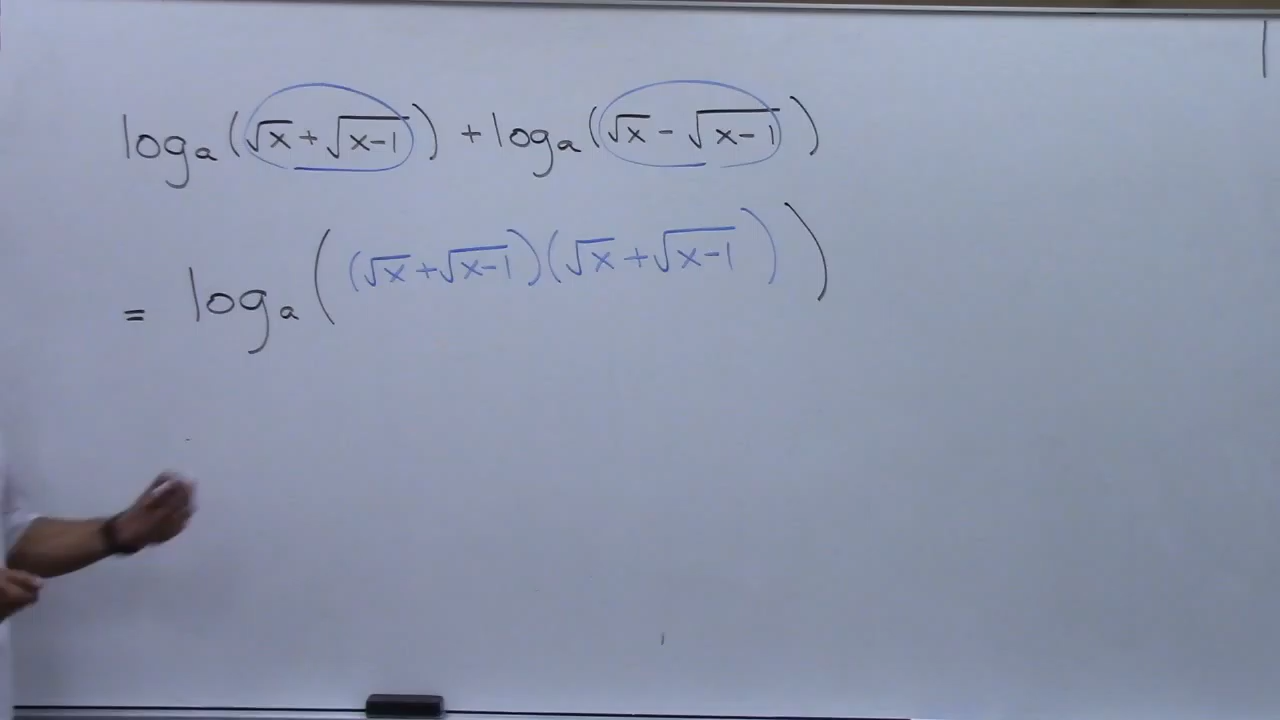 logₐ(√x + √(x-1)) + logₐ(√x - √(x-1))
= logₐ((√x + √(x-1))(√x + √(x-1)))